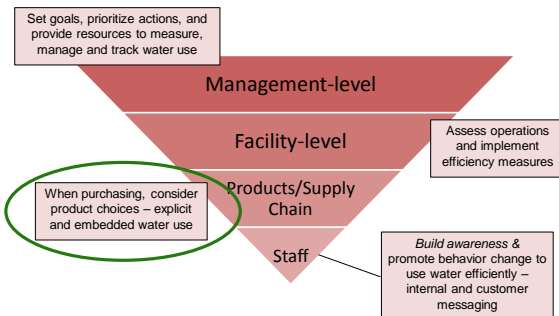 Set goals, prioritize actions, and
provide resources to measure,
manage and track water use
Management-level
Facility-level
Assess operations
and implement
efficiency measures
Products/Supply
Chain
When purchasing, consider
product choices – explicit
and embedded water use
Staff
Build awareness &
promote behavior change to
use water efficiently –
internal and customer
messaging